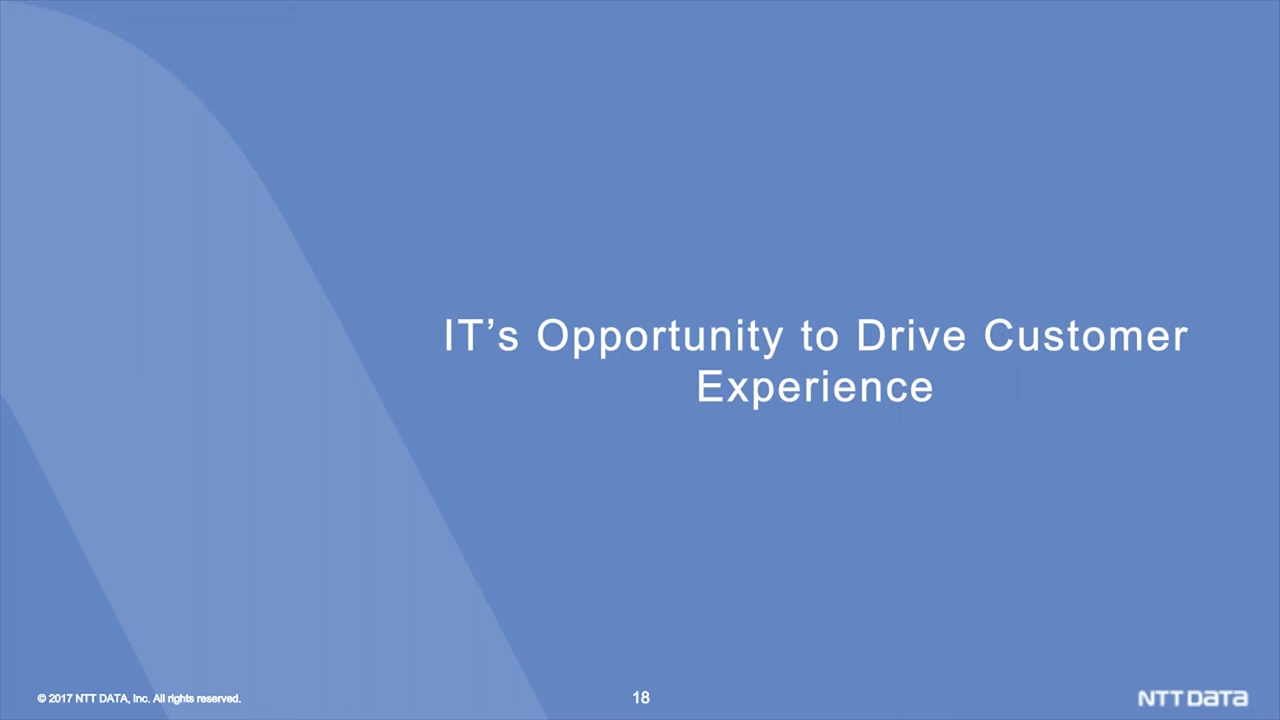 IT’s Opportunity to Drive Customer
Experience
© 2017 NTT DATA, Inc. All rights reserved.
18
NTT DATA